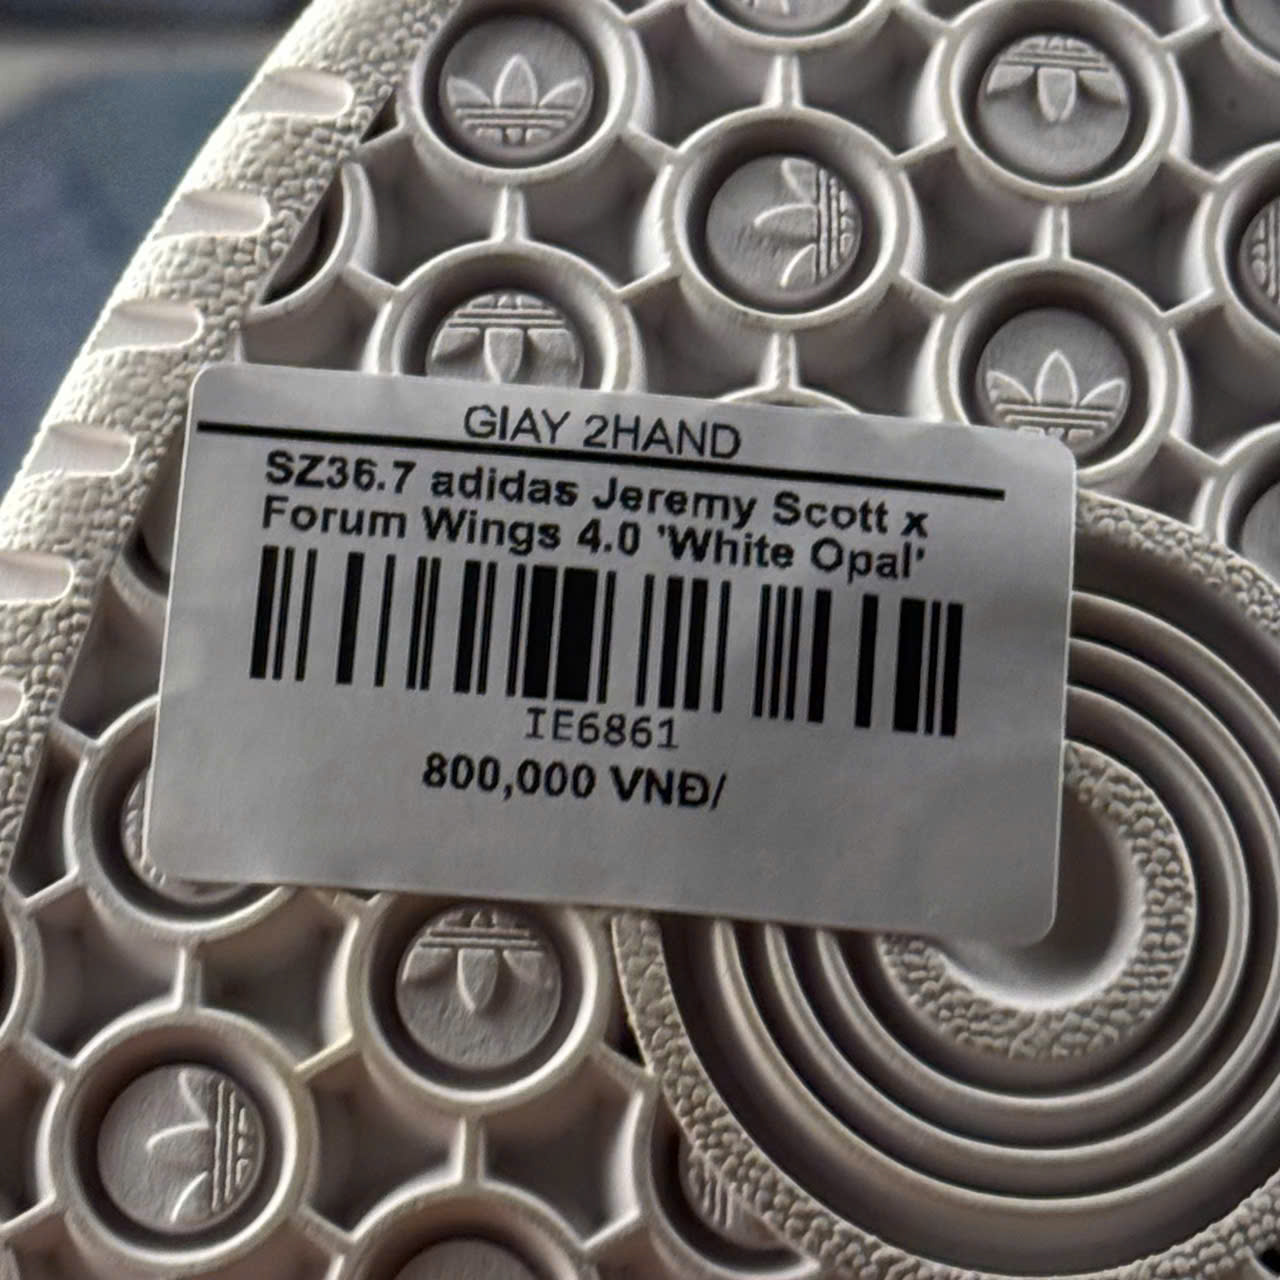 GIAY 2HAND
SZ36.7 adidas Jeremy Scott x
Forum Wings 4.0 'White Opal'
IE6861
800,000 VNĐ/